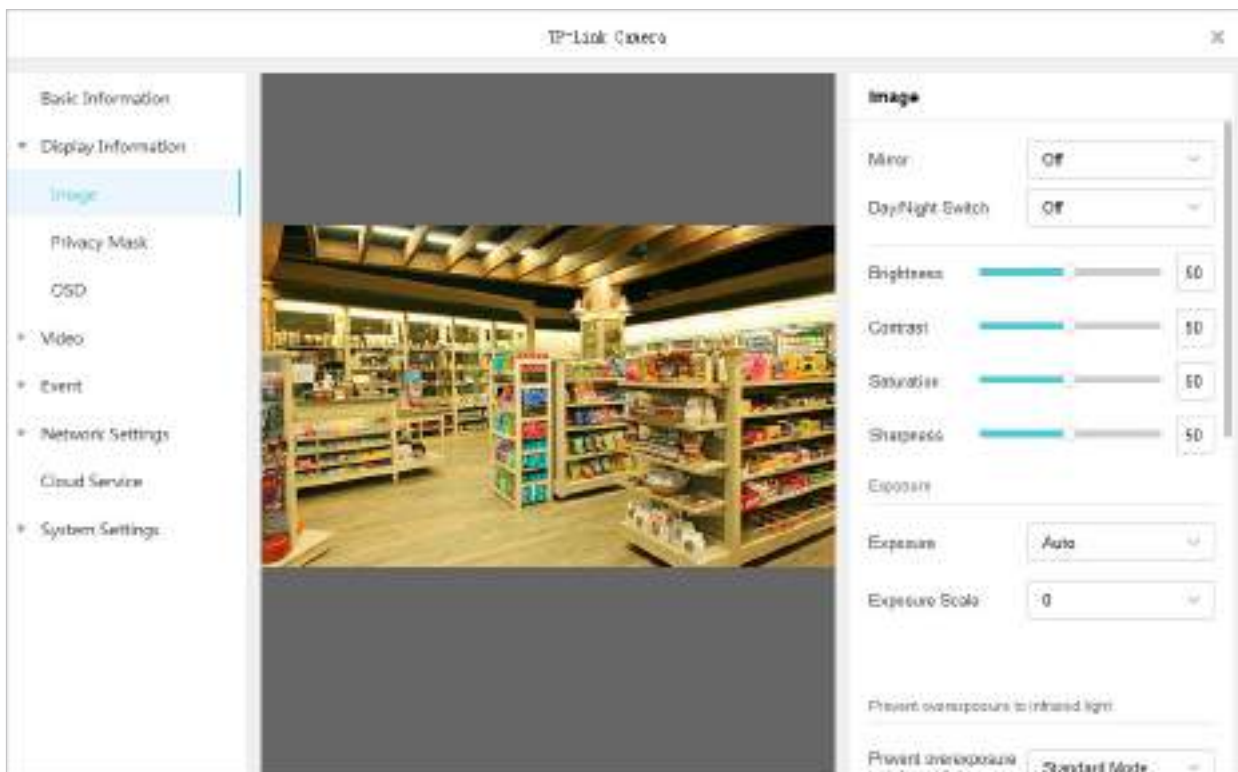 TP-Link Camera
Basic Information
Display Information
Image
Privacy Mask
OSD
Video
Event
Network Settings
Cloud Service
System Settings
Image
Mirror Off
Day/Night Switch Off
Brightness 50
Contrast 50
Saturation 50
Sharpness 50
Exposure
Exposure Auto
Exposure Scale 0
Prevent overexposure to infrared light
Prevent overexposure Standard Mode